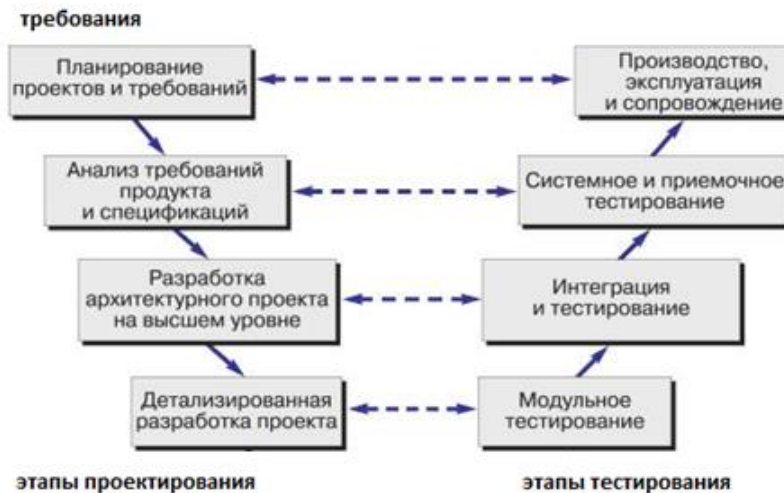 требования
Планирование
проектов и требований
Производство,
эксплуатация
и сопровождение
Анализ требований
продукта
и спецификаций
Системное и приемочное
тестирование
Разработка
архитектурного проекта
на высшем уровне
Интеграция
и тестирование
Детализированная
разработка проекта
Модульное
тестирование
этапы проектирования
этапы тестирования